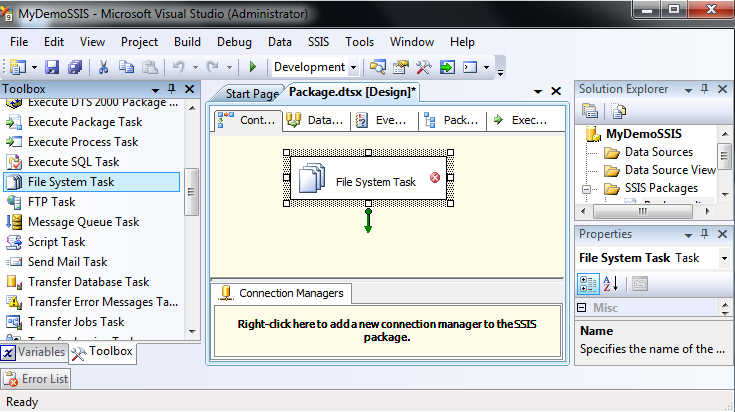 MyDemoSSIS - Microsoft Visual Studio (Administrator)
File Edit View Project Build Debug Data SSIS Tools Window Help
Development
Toolbox
Execute DTS 2000 Package ...
Execute Package Task
Execute Process Task
Execute SQL Task
File System Task
FTP Task
Message Queue Task
Script Task
Send Mail Task
Transfer Database Task
Transfer Error Messages Ta...
Transfer Jobs Task
Variables Toolbox
Error List
Ready
Start Page Package.dtsx [Design]*
Cont... Data... Eve... Pack... Exec...
File System Task
Connection Managers
Right-click here to add a new connection manager to the SSIS
package.
Solution Explorer
MyDemoSSIS
Data Sources
Data Source View
SSIS Packages
Properties
File System Task Task
Misc
Name
Specifies the name of the ...